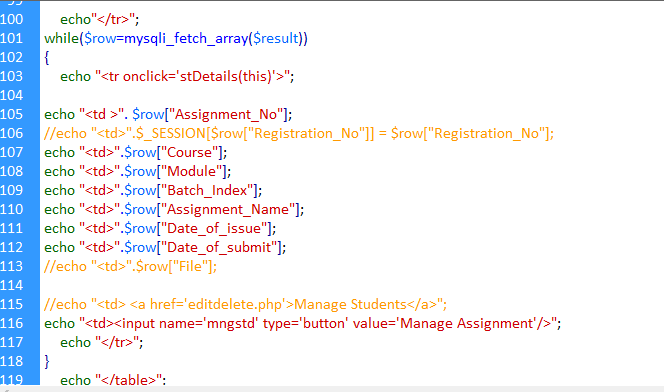 100 echo"</tr>";
101 while($row=mysqli_fetch_array($result))
102 {
103 echo "<tr onclick='stDetails(this)'>";
104
105 echo "<td >". $row["Assignment_No"];
106 //echo "<td>".$_SESSION[$row["Registration_No"]] = $row["Registration_No"];
107 echo "<td>".$row["Course"];
108 echo "<td>".$row["Module"];
109 echo "<td>".$row["Batch_Index"];
110 echo "<td>".$row["Assignment_Name"];
111 echo "<td>".$row["Date_of_issue"];
112 echo "<td>".$row["Date_of_submit"];
113 //echo "<td>".$row["File"];
114
115 //echo "<td> <a href='editdelete.php'>Manage Students</a>";
116 echo "<td><input name='mngstd' type='button' value='Manage Assignment'/>";
117 echo "</tr>";
118 }
119 echo "</table>";